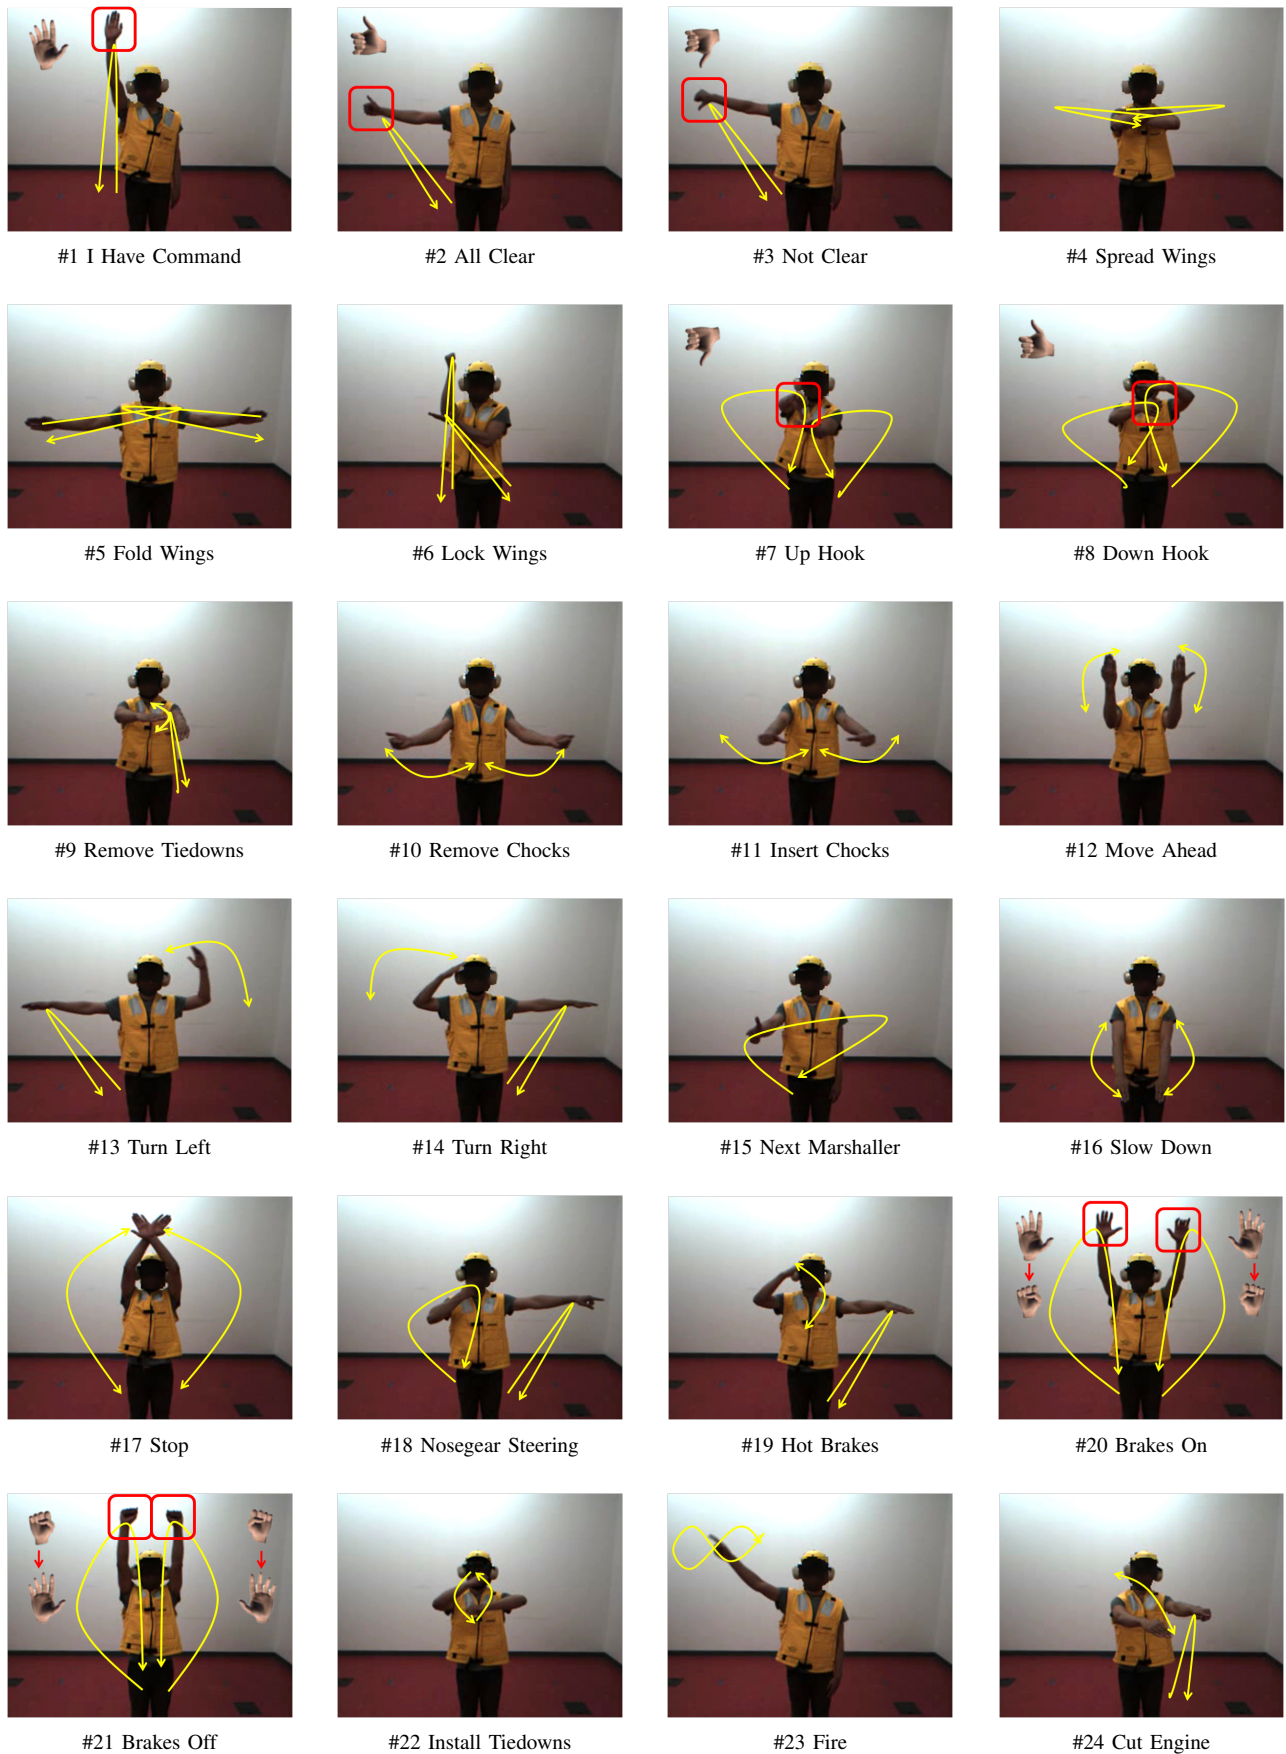 #1 I Have Command
#2 All Clear
#3 Not Clear
#4 Spread Wings
#5 Fold Wings
#6 Lock Wings
#7 Up Hook
#8 Down Hook
#9 Remove Tiedowns
#10 Remove Chocks
#11 Insert Chocks
#12 Move Ahead
#13 Turn Left
#14 Turn Right
#15 Next Marshaller
#16 Slow Down
#17 Stop
#18 Nosegear Steering
#19 Hot Brakes
#20 Brakes On
#21 Brakes Off
#22 Install Tiedowns
#23 Fire
#24 Cut Engine